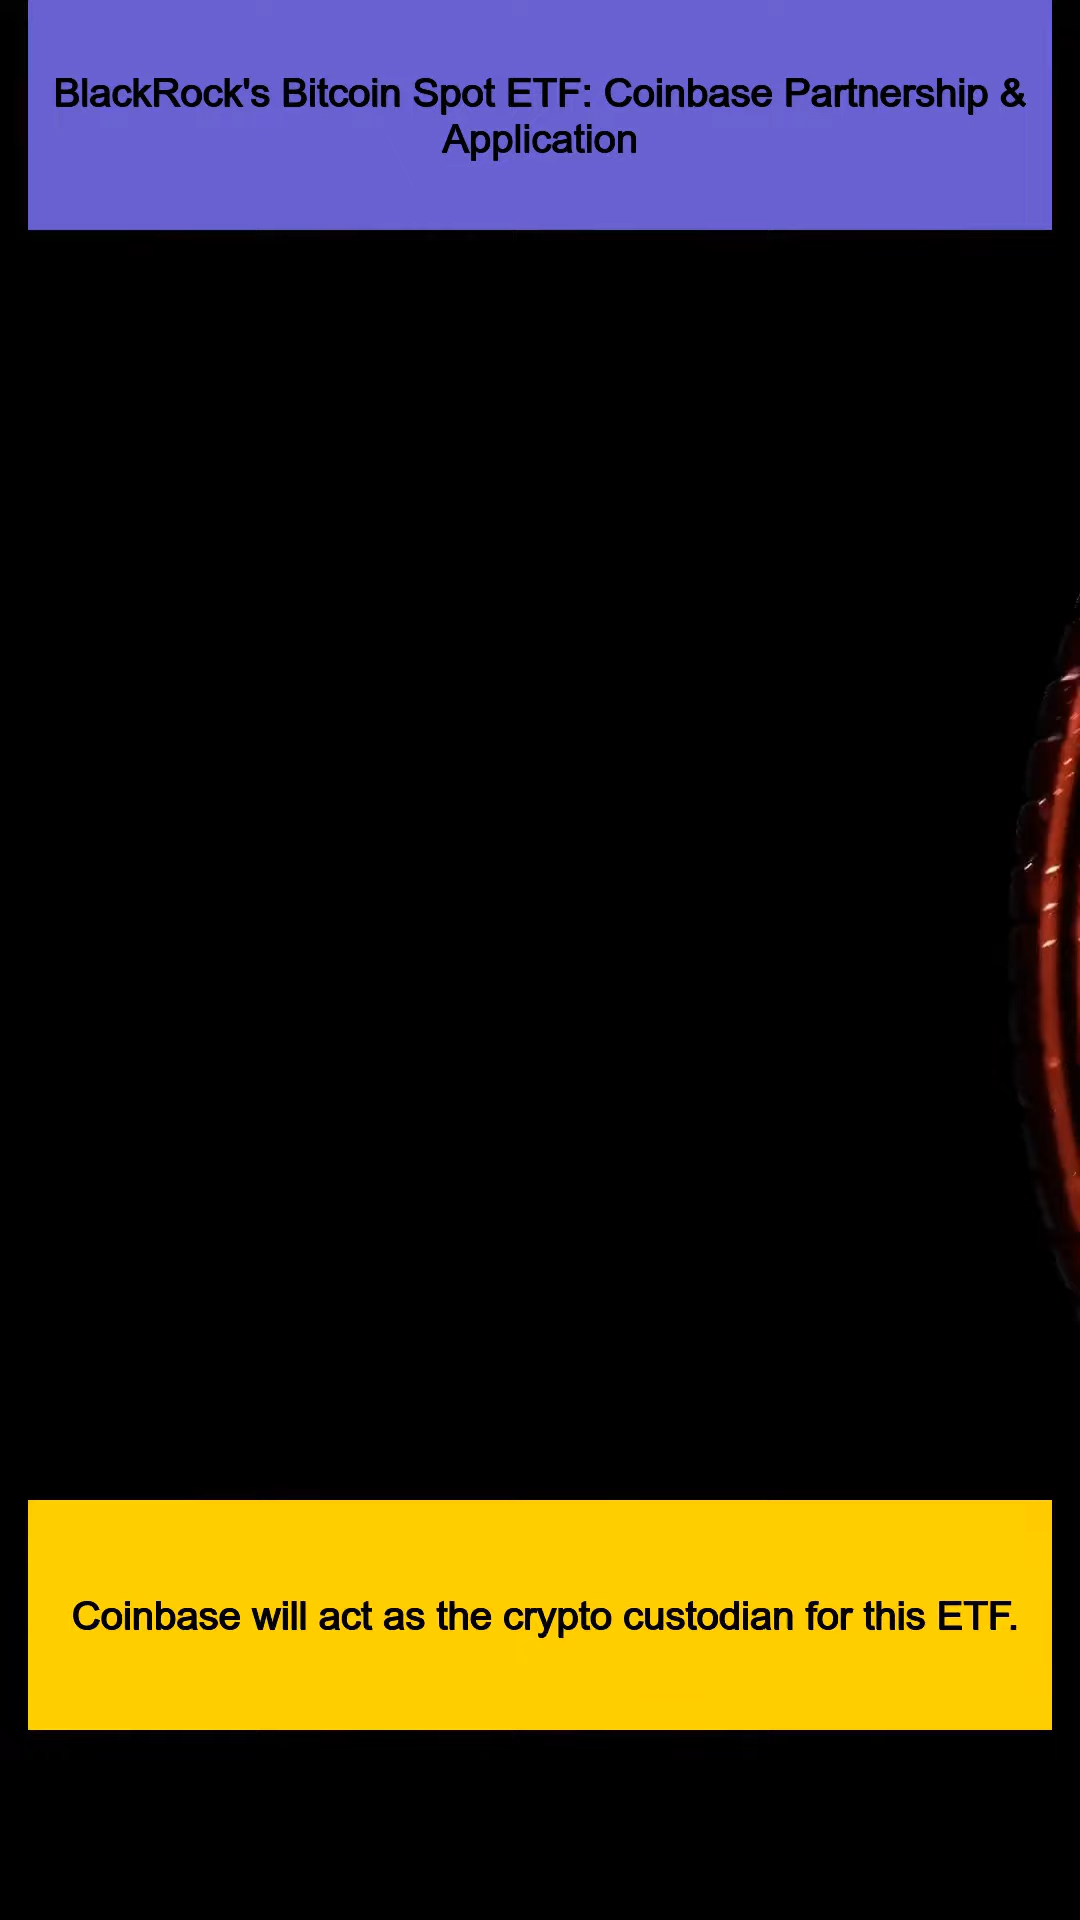 BlackRock's Bitcoin Spot ETF: Coinbase Partnership &
Application
Coinbase will act as the crypto custodian for this ETF.